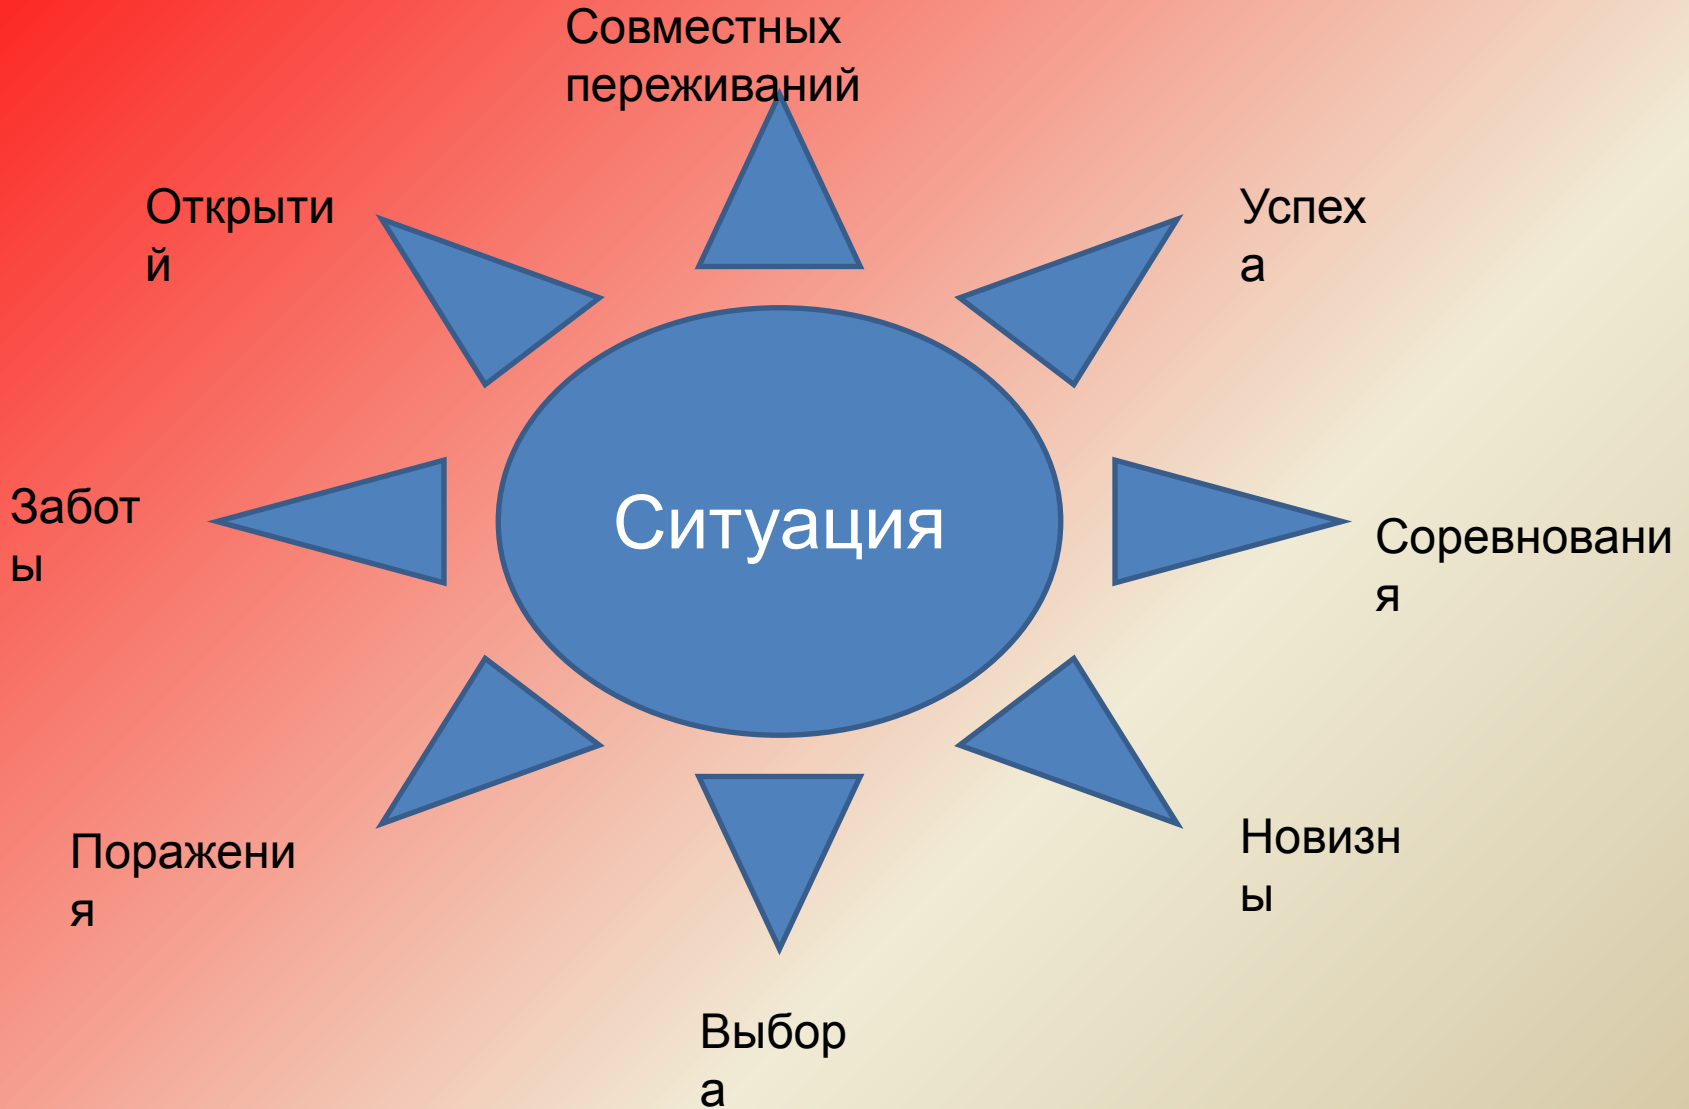 Совместных
переживаний
Открыти
й
Успех
а
Забот
ы
Ситуация
Соревновани
я
Поражени
я
Новизн
ы
Выбор
а